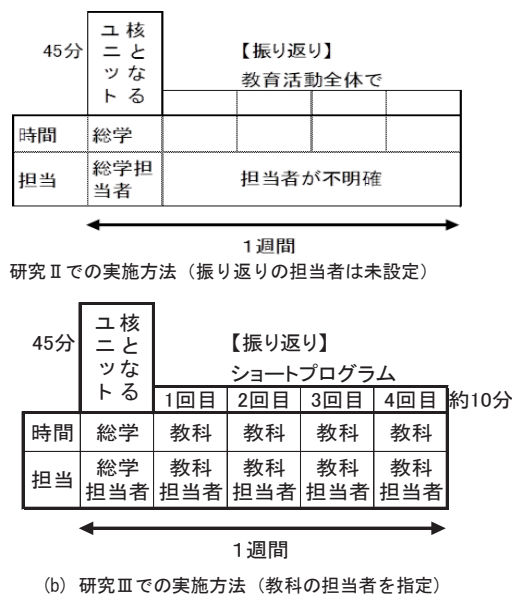 45分
核となる
ユニット
【振り返り】
教育活動全体で
時間 総学
担当 総学担当者 担当者が不明確
1週間
研究Ⅱでの実施方法（振り返りの担当者は未設定）
45分
核となる
ユニット
【振り返り】
ショートプログラム
1回目 2回目 3回目 4回目 約10分
時間 総学 教科 教科 教科 教科
担当 総学担当者 教科担当者 教科担当者 教科担当者 教科担当者
1週間
(b) 研究Ⅲでの実施方法（教科の担当者を指定）